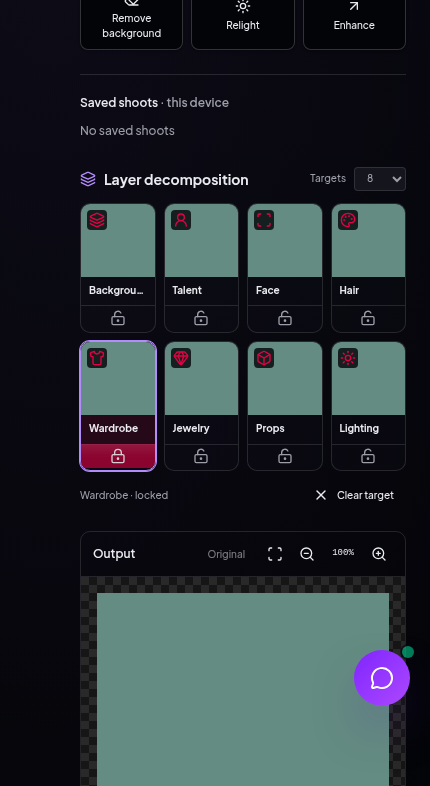 Remove
background
Relight
Enhance
Saved shoots · this device
No saved shoots
Layer decomposition
Targets
8
Backgrou...
Talent
Face
Hair
Wardrobe
Jewelry
Props
Lighting
Wardrobe · locked
Clear target
Output
Original
100%